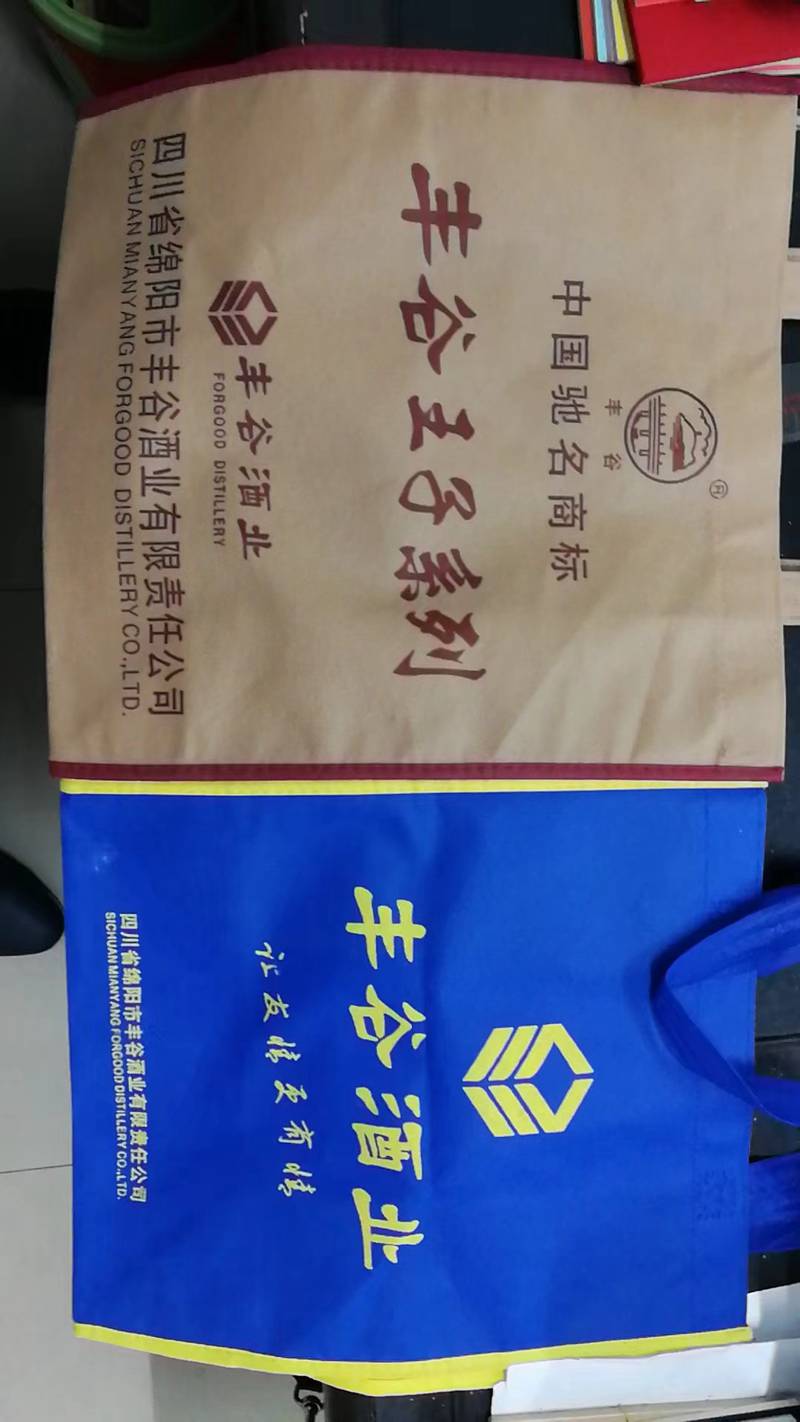 丰 谷
®
中国驰名商标
丰谷王子系列
丰谷酒业
FORGOOD DISTILLERY
四川省绵阳市丰谷酒业有限责任公司
SICHUAN MIANYANG FORGOOD DISTILLERY CO.,LTD.
丰谷酒业
让友情更有情
四川省绵阳市丰谷酒业有限责任公司
SICHUAN MIANYANG FORGOOD DISTILLERY CO.,LTD.